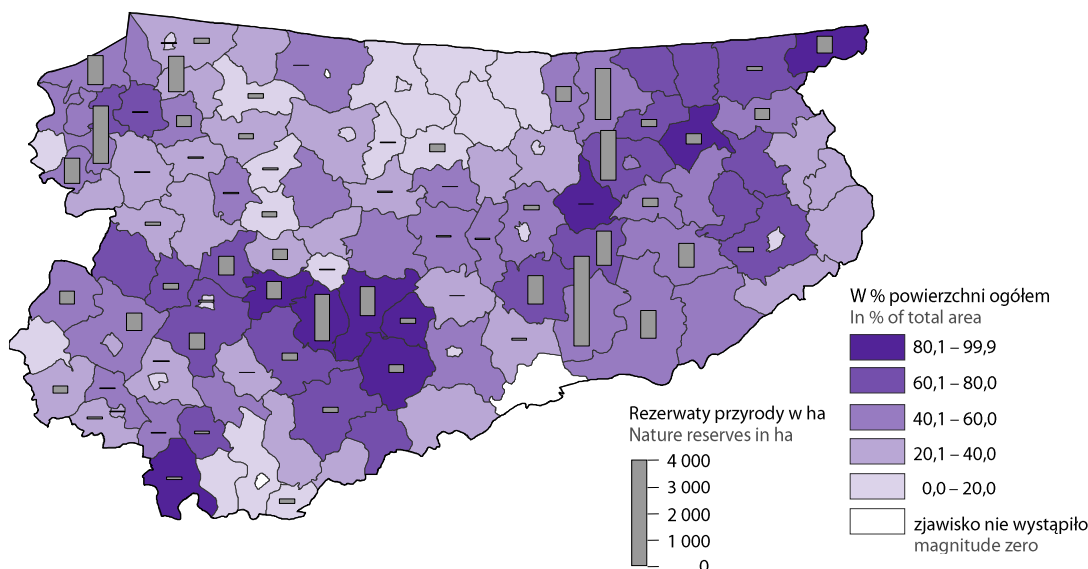 W % powierzchni ogółem
In % of total area
80,1 – 99,9
60,1 – 80,0
40,1 – 60,0
20,1 – 40,0
0,0 – 20,0
zjawisko nie wystąpiło
magnitude zero
Rezerwaty przyrody w ha
Nature reserves in ha
4 000
3 000
2 000
1 000
0